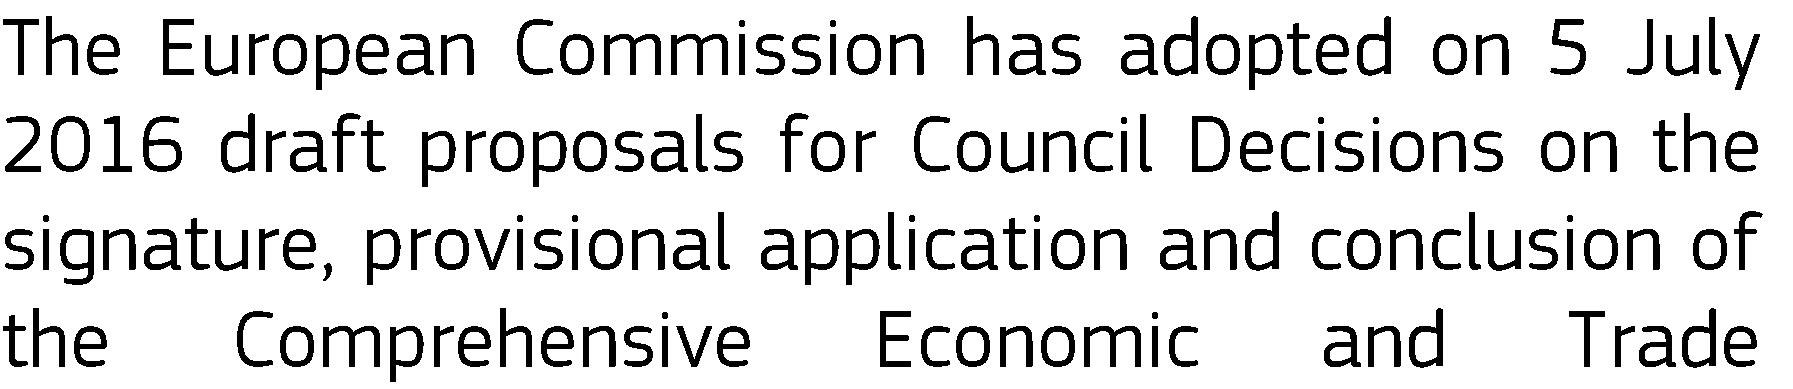 The European Commission has adopted on 5 July
2016 draft proposals for Council Decisions on the
signature, provisional application and conclusion of
the Comprehensive Economic and Trade